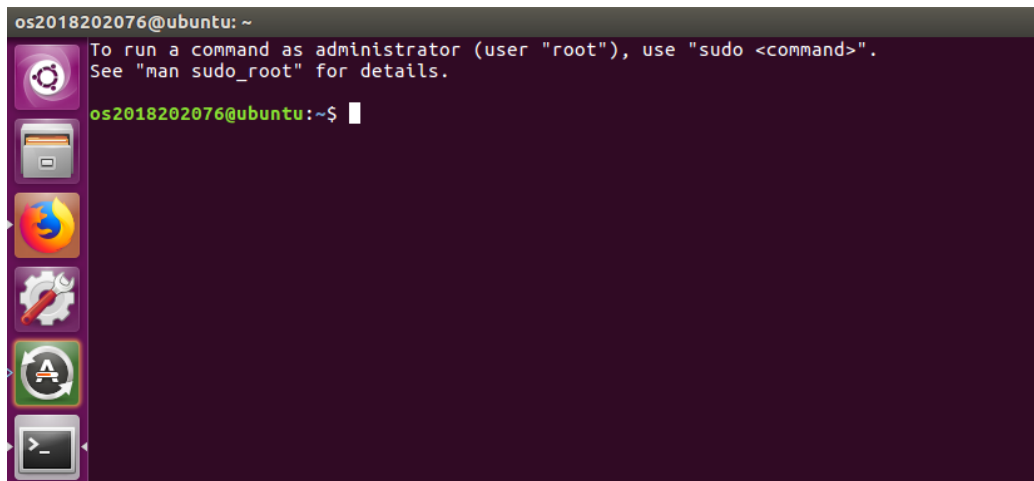 os2018202076@ubuntu: ~
To run a command as administrator (user "root"), use "sudo <command>".
See "man sudo_root" for details.
os2018202076@ubuntu:~$